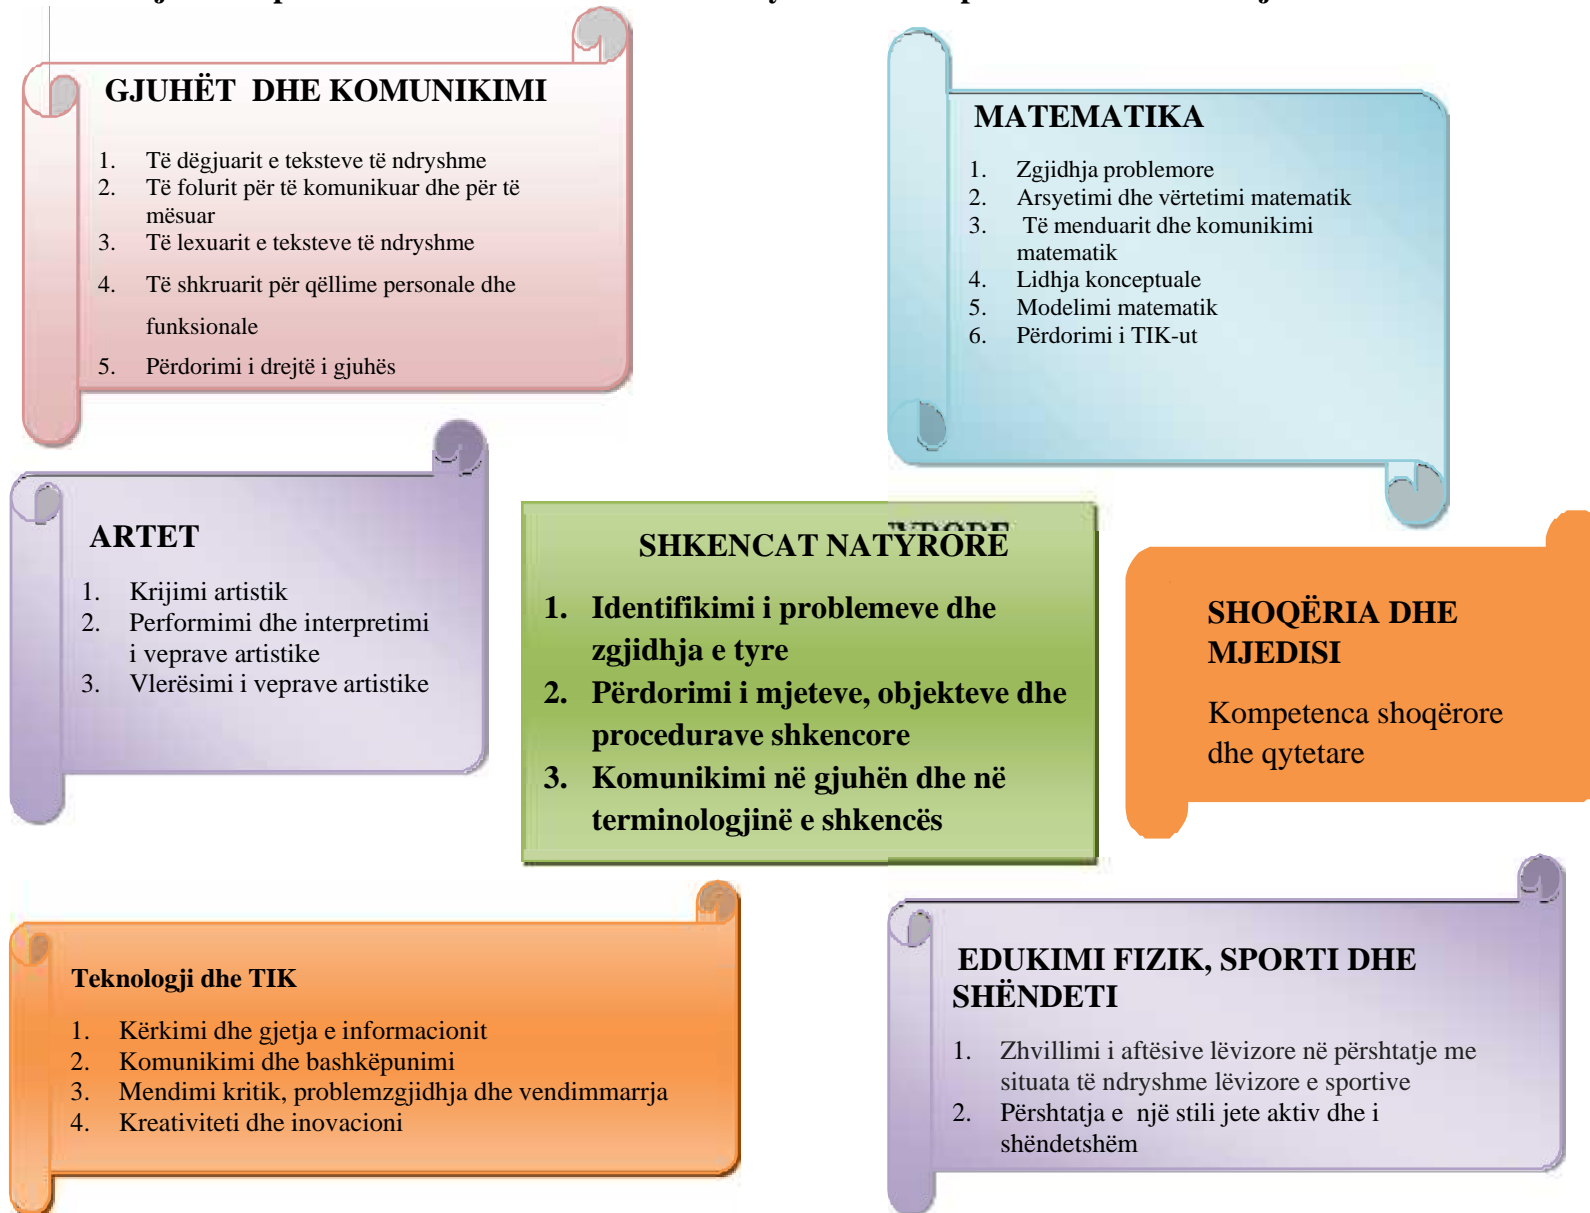 GJUHËT DHE KOMUNIKIMI
1. Të dëgjuarit e teksteve të ndryshme
2. Të folurit për të komunikuar dhe për të
mësuar
3. Të lexuarit e teksteve të ndryshme
4. Të shkruarit për qëllime personale dhe
funksionale
5. Përdorimi i drejtë i gjuhës
MATEMATIKA
1. Zgjidhja problemore
2. Arsyetimi dhe vërtetimi matematik
3. Të menduarit dhe komunikimi
matematik
4. Lidhja konceptuale
5. Modelimi matematik
6. Përdorimi i TIK-ut
ARTET
1. Krijimi artistik
2. Performimi dhe interpretimi
i veprave artistike
3. Vlerësimi i veprave artistike
SHKENCAT NATYRORE
1. Identifikimi i problemeve dhe
zgjidhja e tyre
2. Përdorimi i mjeteve, objekteve dhe
procedurave shkencore
3. Komunikimi në gjuhën dhe në
terminologjinë e shkencës
SHOQËRIA DHE
MJEDISI
Kompetenca shoqërore
dhe qytetare
Teknologji dhe TIK
1. Kërkimi dhe gjetja e informacionit
2. Komunikimi dhe bashkëpunimi
3. Mendimi kritik, problemzgjidhja dhe vendimmarrja
4. Kreativiteti dhe inovacioni
EDUKIMI FIZIK, SPORTI DHE
SHËNDETI
1. Zhvillimi i aftësive lëvizore në përshtatje me
situata të ndryshme lëvizore e sportive
2. Përshtatja e një stili jete aktiv dhe i
shëndetshëm